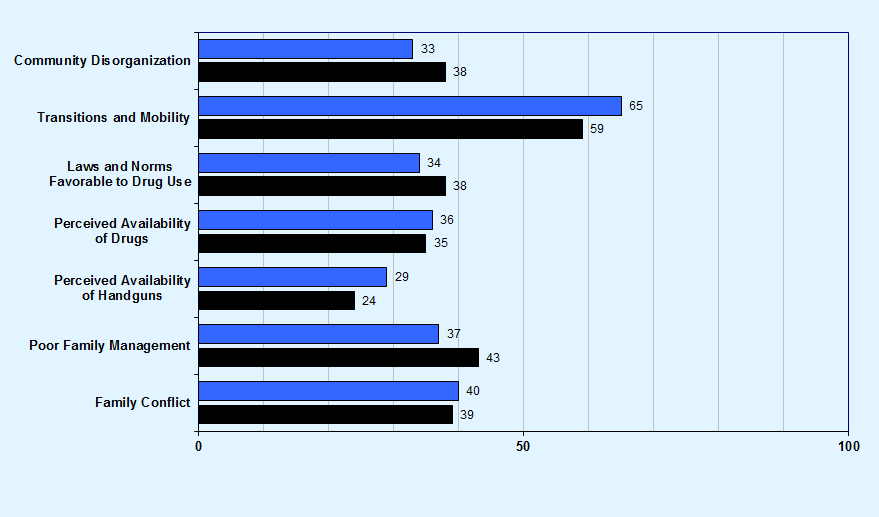 33
Community Disorganization
38
65
Transitions and Mobility
59
Laws and Norms
Favorable to Drug Use
34
38
Perceived Availability
of Drugs
36
35
Perceived Availability
of Handguns
29
24
37
Poor Family Management
43
40
Family Conflict
39
0 50 100